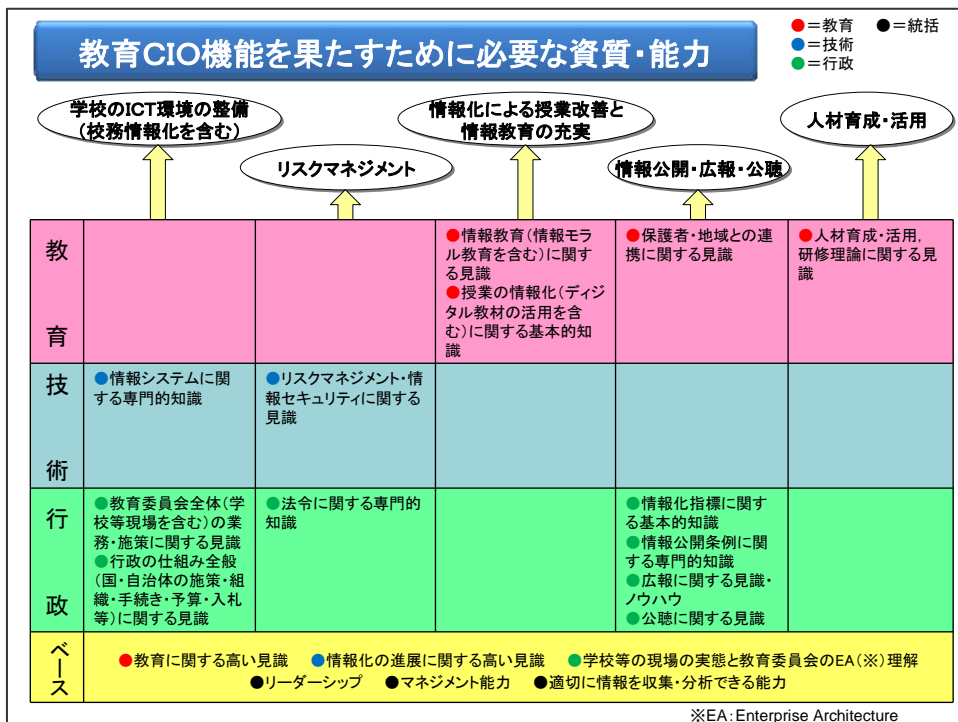 教育CIO機能を果たすために必要な資質・能力
●=教育 ●=統括
●=技術
●=行政
学校のICT環境の整備
(校務情報化を含む)
リスクマネジメント
情報化による授業改善と
情報教育の充実
情報公開・広報・公聴
人材育成・活用
教育
●情報教育(情報モラ
ル教育を含む)に関す
る見識
●授業の情報化(ディジ
タル教材の活用を含
む)に関する基本的知
識
●保護者・地域との連
携に関する見識
●人材育成・活用,
研修理論に関する見
識
技術
●情報システムに関
する専門的知識
●リスクマネジメント・情
報セキュリティに関する
見識
行政
●教育委員会全体(学
校等現場を含む)の業
務・施策に関する見識
●行政の仕組み全般
(国・自治体の施策・組
織・手続き・予算・入札
等)に関する見識
●法令に関する専門的
知識
●情報化指標に関す
る基本的知識
●情報公開条例に関
する専門的知識
●広報に関する見識・
ノウハウ
●公聴に関する見識
ベース
●教育に関する高い見識 ●情報化の進展に関する高い見識 ●学校等の現場の実態と教育委員会のEA(※)理解
●リーダーシップ ●マネジメント能力 ●適切に情報を収集・分析できる能力
※EA:Enterprise Architecture